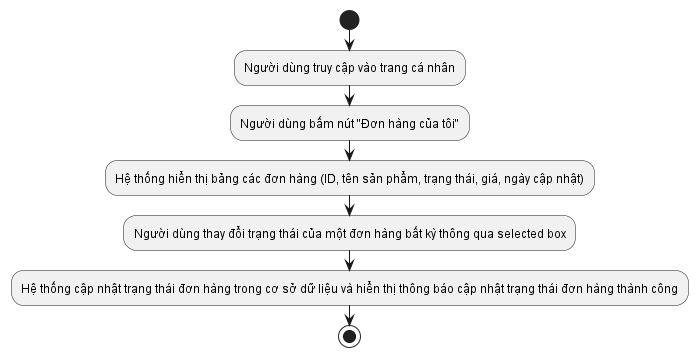 Người dùng truy cập vào trang cá nhân
Người dùng bấm nút "Đơn hàng của tôi"
Hệ thống hiển thị bảng các đơn hàng (ID, tên sản phẩm, trạng thái, giá, ngày cập nhật)
Người dùng thay đổi trạng thái của một đơn hàng bất kỳ thông qua selected box
Hệ thống cập nhật trạng thái đơn hàng trong cơ sở dữ liệu và hiển thị thông báo cập nhật trạng thái đơn hàng thành công